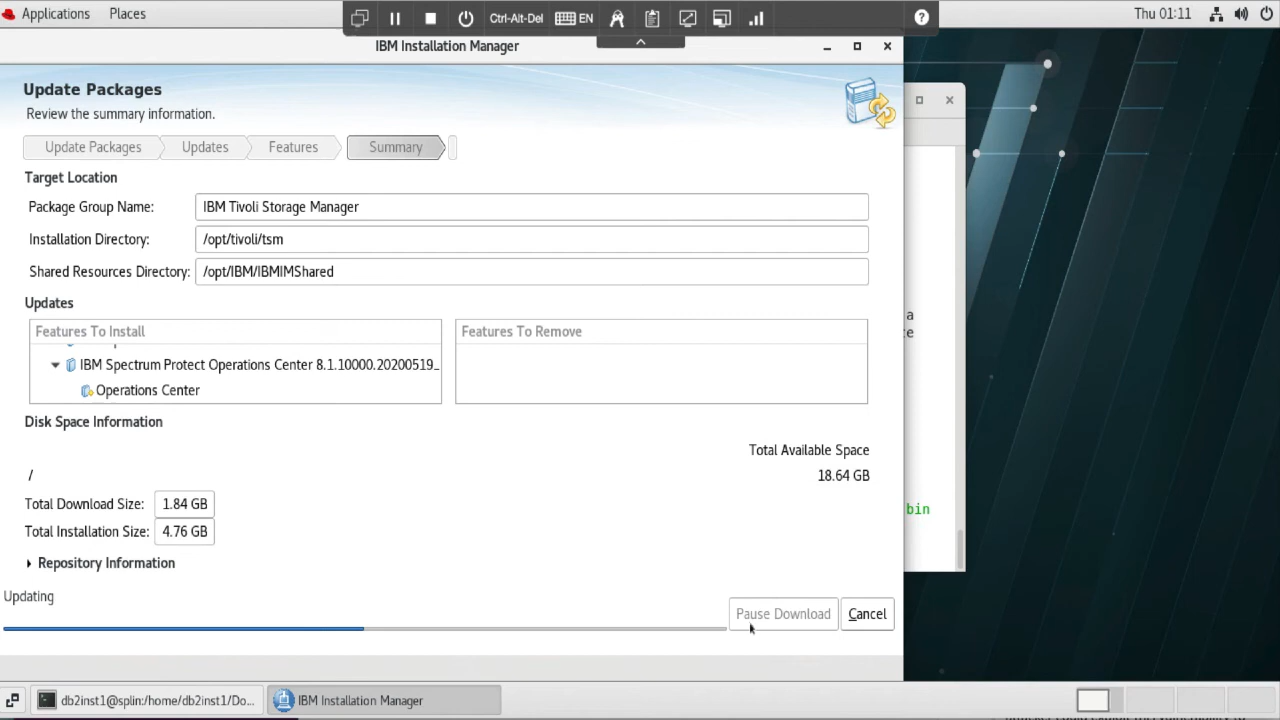 Applications Places
Ctrl-Alt-Del EN ?
Thu 01:11
IBM Installation Manager
Update Packages
Review the summary information.
Update Packages Updates Features Summary
Target Location
Package Group Name: IBM Tivoli Storage Manager
Installation Directory: /opt/tivoli/tsm
Shared Resources Directory: /opt/IBM/IBMIMShared
Updates
Features To Install Features To Remove
IBM Spectrum Protect Operations Center 8.1.10000.20200519_
Operations Center
Disk Space Information
Total Available Space
/ 18.64 GB
Total Download Size: 1.84 GB
Total Installation Size: 4.76 GB
Repository Information
Updating
Pause Download Cancel
a
bin
db2inst1@splin:/home/db2inst1/Do... IBM Installation Manager